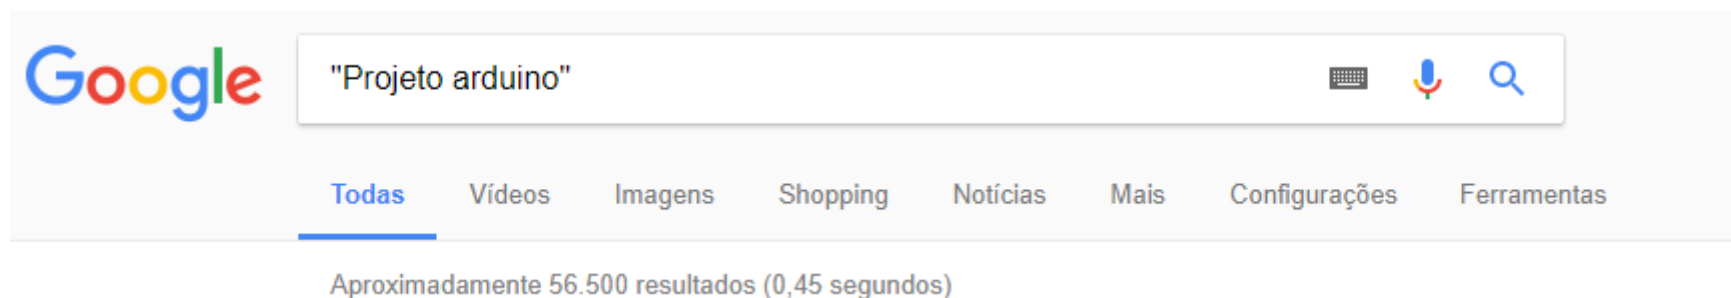 Google "Projeto arduino"
Todas Vídeos Imagens Shopping Notícias Mais Configurações Ferramentas
Aproximadamente 56.500 resultados (0,45 segundos)